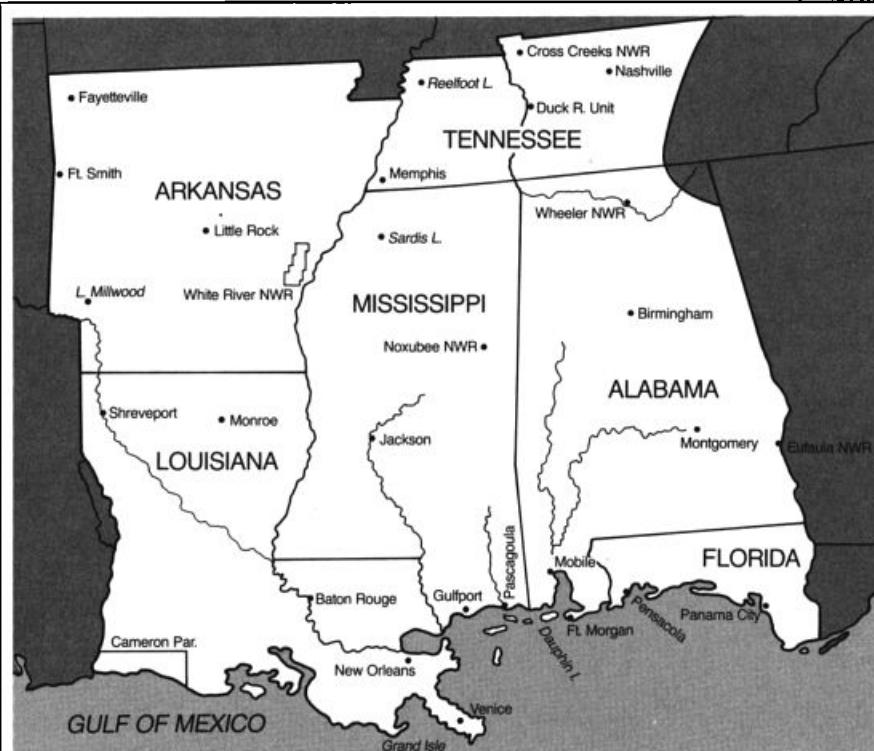 Cross Creeks NWR
Nashville
Reelfoot L.
Fayetteville
Duck R. Unit
TENNESSEE
Ft. Smith
Memphis
ARKANSAS
Wheeler NWR
Little Rock
Sardis L.
L. Millwood
White River NWR
MISSISSIPPI
Birmingham
Noxubee NWR
ALABAMA
Shreveport
Monroe
Jackson
Montgomery
Eufaula NWR
LOUISIANA
FLORIDA
Mobile
Pascagoula
Baton Rouge
Gulfport
Pensacola
Panama City
Ft. Morgan
Dauphin I.
Cameron Par.
New Orleans
Venice
GULF OF MEXICO
Grand Isle